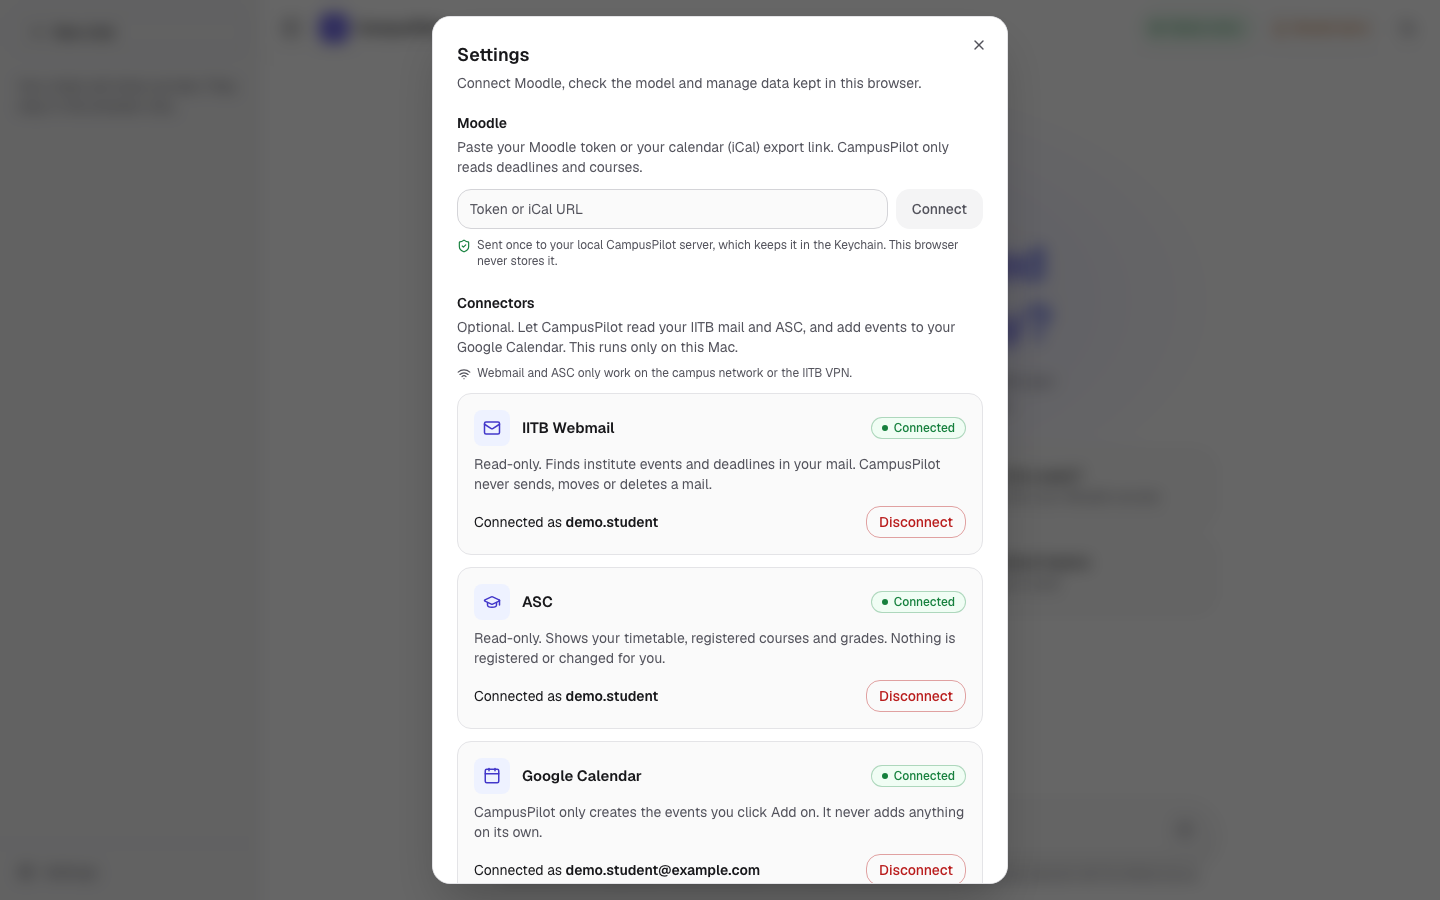 Settings
Connect Moodle, check the model and manage data kept in this browser.
Moodle
Paste your Moodle token or your calendar (iCal) export link. CampusPilot only
reads deadlines and courses.
Token or iCal URL
Connect
Sent once to your local CampusPilot server, which keeps it in the Keychain. This browser
never stores it.
Connectors
Optional. Let CampusPilot read your IITB mail and ASC, and add events to your
Google Calendar. This runs only on this Mac.
Webmail and ASC only work on the campus network or the IITB VPN.
IITB Webmail
Connected
Read-only. Finds institute events and deadlines in your mail. CampusPilot
never sends, moves or deletes a mail.
Connected as demo.student
Disconnect
ASC
Connected
Read-only. Shows your timetable, registered courses and grades. Nothing is
registered or changed for you.
Connected as demo.student
Disconnect
Google Calendar
Connected
CampusPilot only creates the events you click Add on. It never adds anything
on its own.
Connected as demo.student@example.com
Disconnect